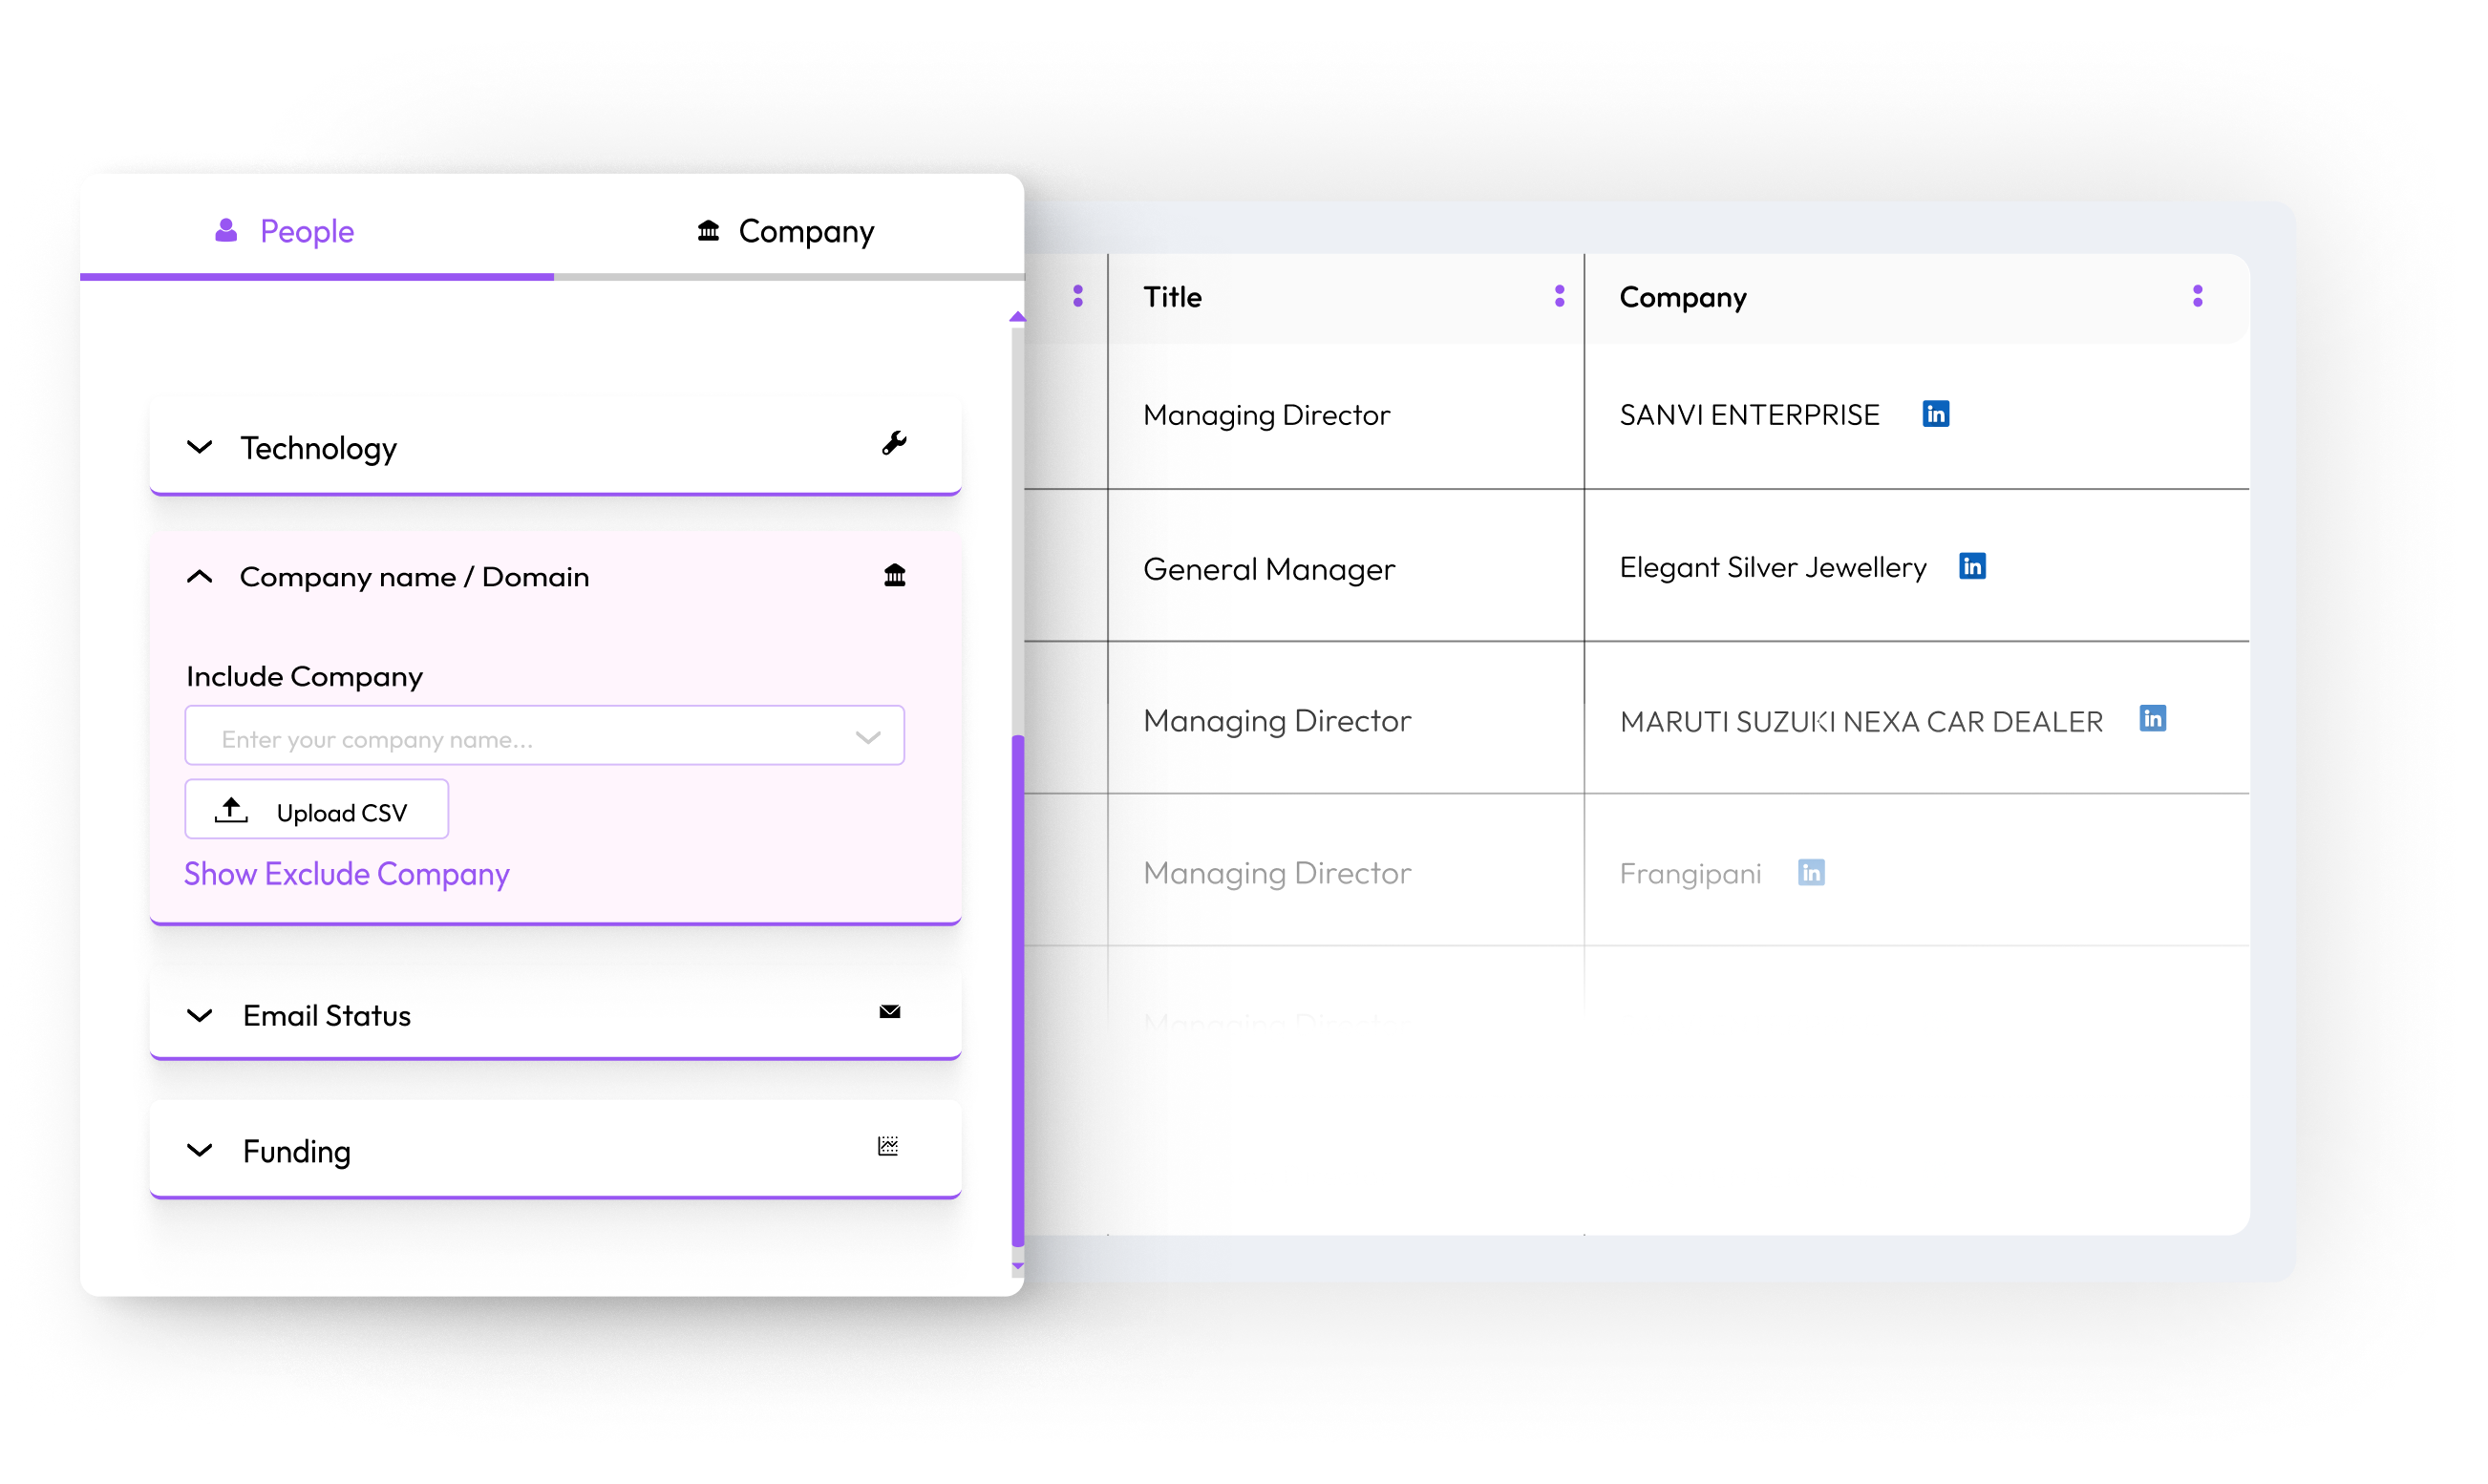 People
Company
Technology
Company name / Domain
Include Company
Enter your company name...
Upload CSV
Show Exclude Company
Email Status
Funding
Title
Company
Managing Director
SANVI ENTERPRISE
in
General Manager
Elegant Silver Jewellery
in
Managing Director
MARUTI SUZUKI NEXA CAR DEALER
in
Managing Director
Frangipani
in
Managing Director